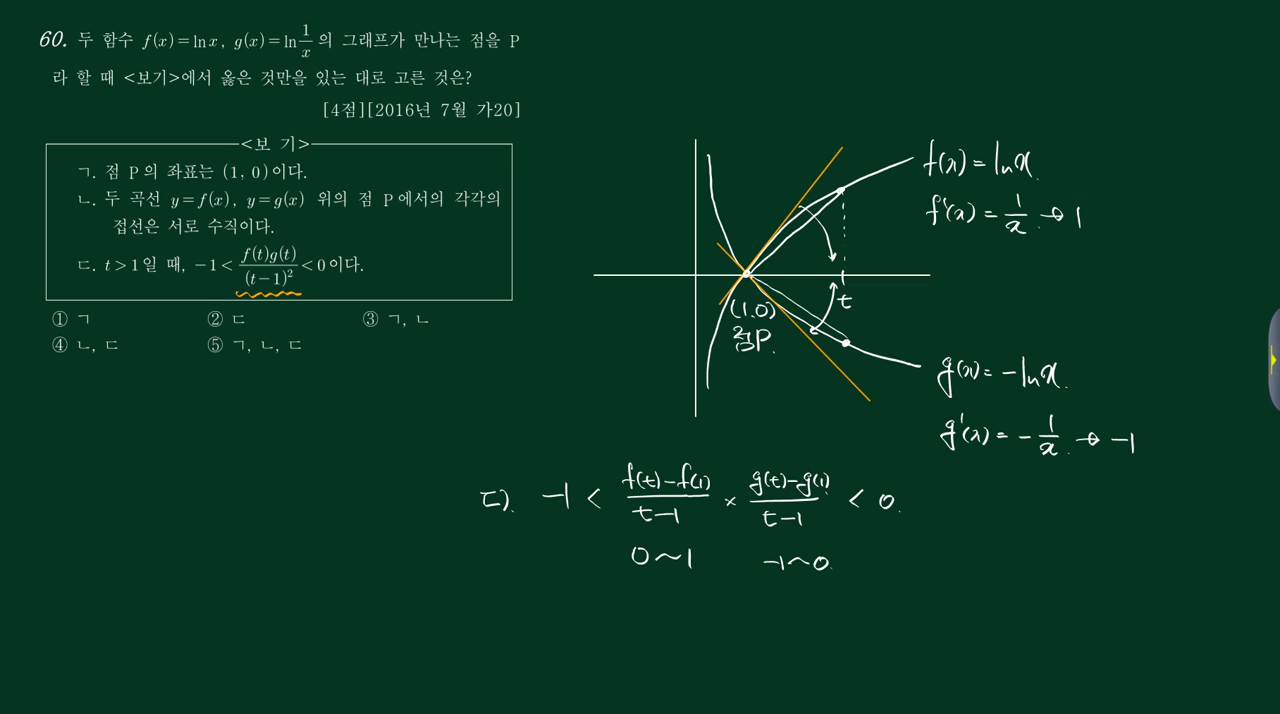 60. 두 함수 f(x)=ln x, g(x)=ln 1/x 의 그래프가 만나는 점을 P
라 할 때 <보기>에서 옳은 것만을 있는 대로 고른 것은?
[4점][2016년 7월 가20]
<보 기>
ㄱ. 점 P의 좌표는 (1, 0)이다.
ㄴ. 두 곡선 y=f(x), y=g(x) 위의 점 P에서의 각각의
접선은 서로 수직이다.
ㄷ. t>1일 때, -1< f(t)g(t)/(t-1)² <0이다.
① ㄱ ② ㄷ ③ ㄱ, ㄴ
④ ㄴ, ㄷ ⑤ ㄱ, ㄴ, ㄷ
f(x)=ln x.
f'(x)=1/x → 1
t
(1.0)
점P.
g(x)=-ln x.
g'(x)=-1/x → -1
ㄷ). -1 < f(t)-f(1)/t-1 × g(t)-g(1)/t-1 < 0.
0~1 -1~0.